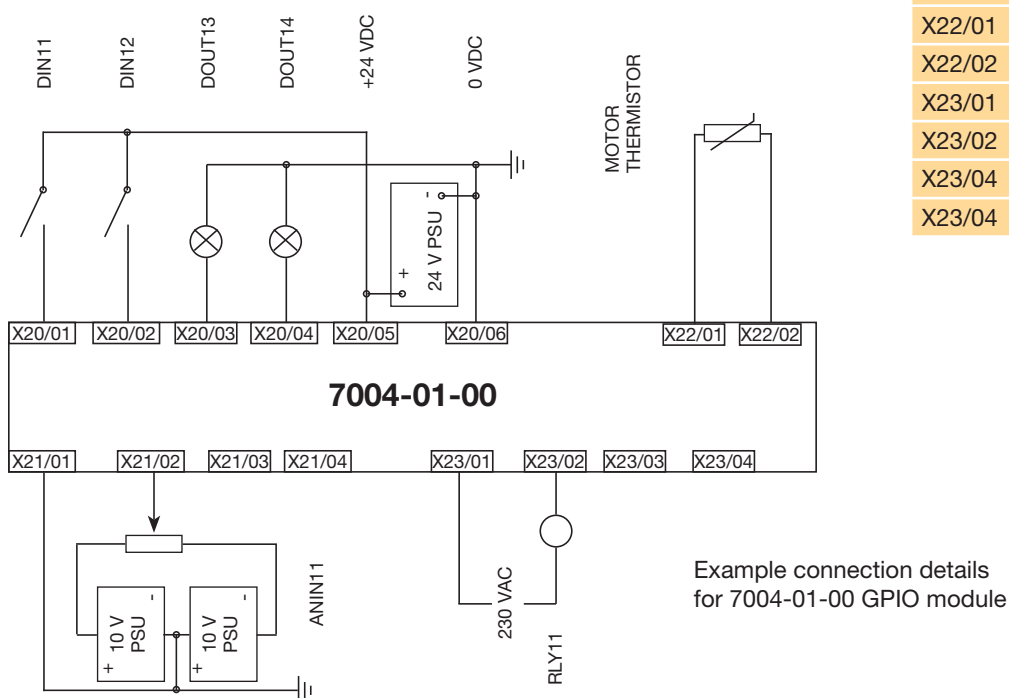 DIN11
DIN12
DOUT13
DOUT14
+24 VDC
0 VDC
MOTOR
THERMISTOR
X22/01
X22/02
X23/01
X23/02
X23/04
X23/04
-
24 V PSU
+
X20/01
X20/02
X20/03
X20/04
X20/05
X20/06
X22/01
X22/02
7004-01-00
X21/01
X21/02
X21/03
X21/04
X23/01
X23/02
X23/03
X23/04
-
10 V
PSU
+
-
10 V
PSU
+
ANIN11
230 VAC
RLY11
Example connection details
for 7004-01-00 GPIO module